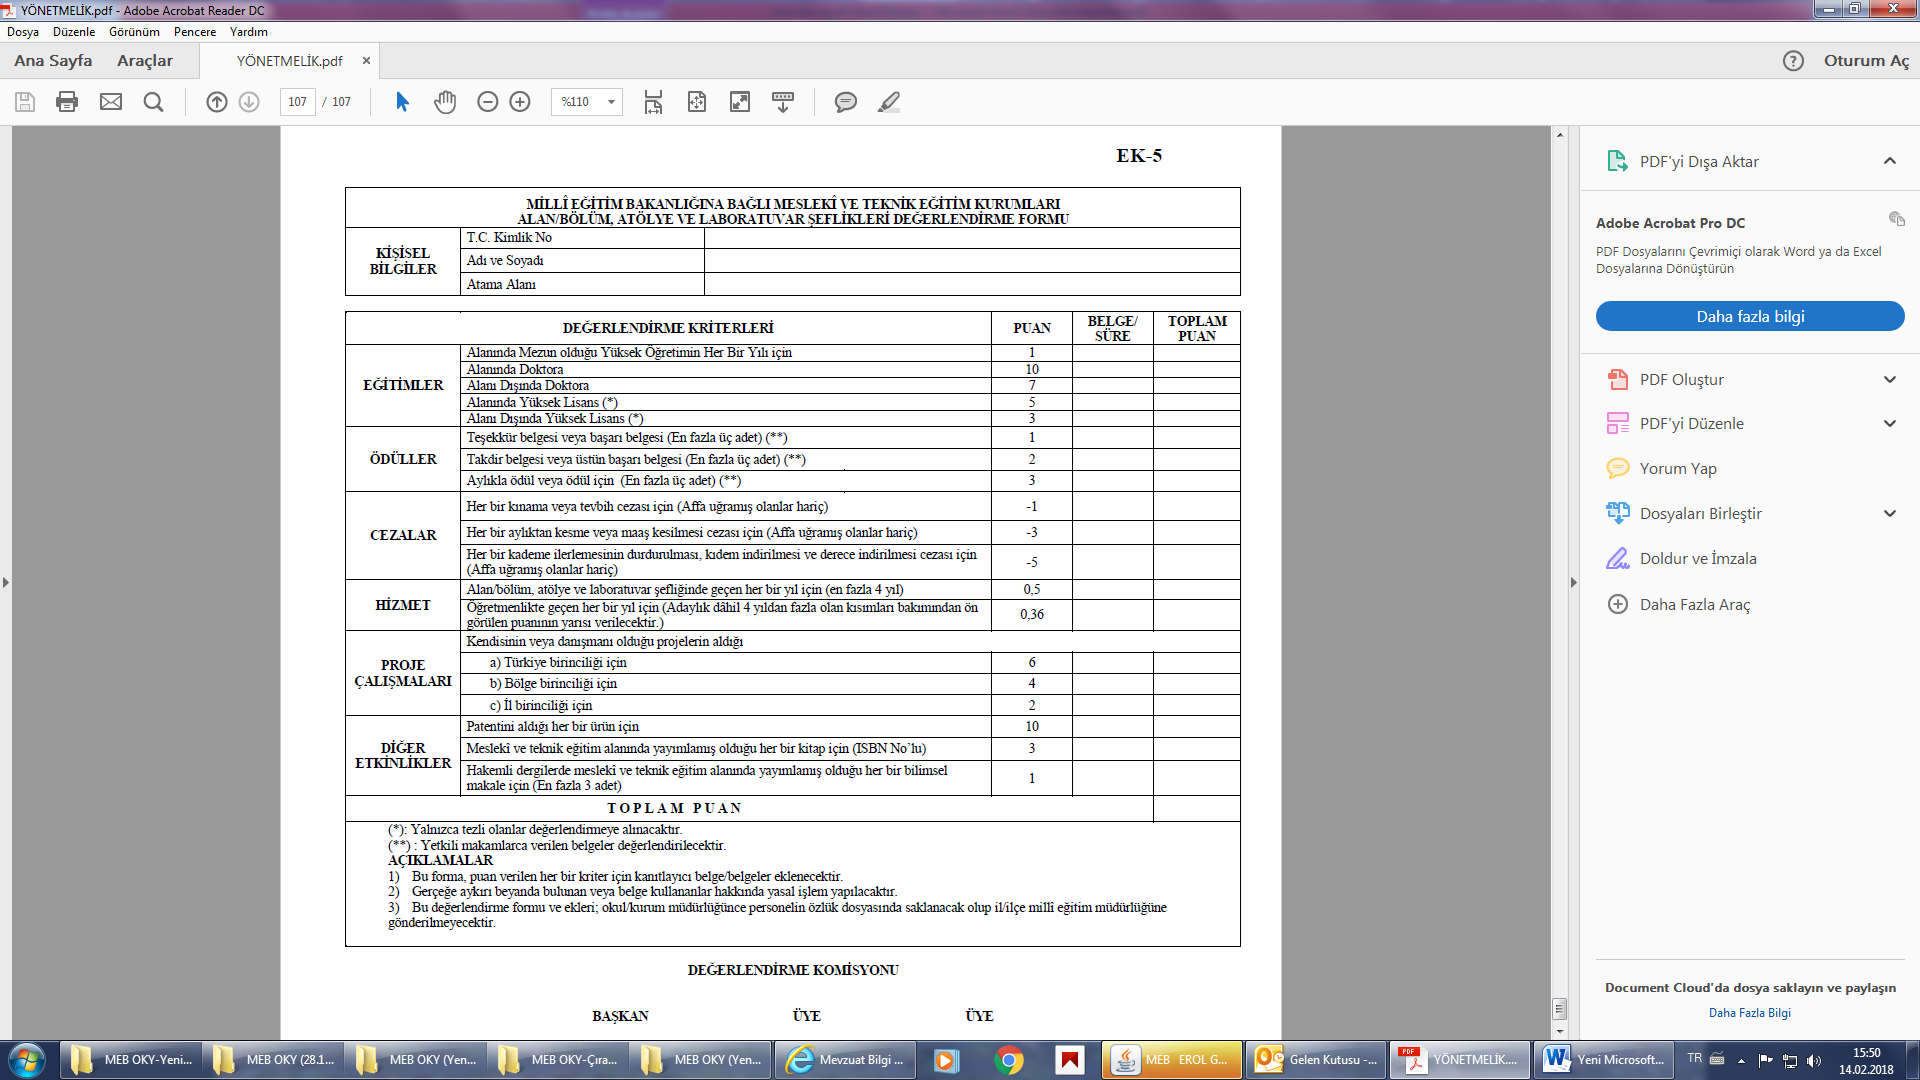 YÖNETMELİK.pdf - Adobe Acrobat Reader DC
Dosya Düzenle Görünüm Pencere Yardım
Ana Sayfa Araçlar YÖNETMELİK.pdf × ? Oturum Aç
107 / 107 %110
EK-5
MİLLÎ EĞİTİM BAKANLIĞINA BAĞLI MESLEKÎ VE TEKNİK EĞİTİM KURUMLARI
ALAN/BÖLÜM, ATÖLYE VE LABORATUVAR ŞEFLİKLERİ DEĞERLENDİRME FORMU
KİŞİSEL
BİLGİLER
T.C. Kimlik No
Adı ve Soyadı
Atama Alanı
DEĞERLENDİRME KRİTERLERİ PUAN BELGE/
SÜRE
TOPLAM
PUAN
EĞİTİMLER
Alanında Mezun olduğu Yüksek Öğretimin Her Bir Yılı için 1
Alanında Doktora 10
Alanı Dışında Doktora 7
Alanında Yüksek Lisans (*) 5
Alanı Dışında Yüksek Lisans (*) 3
ÖDÜLLER
Teşekkür belgesi veya başarı belgesi (En fazla üç adet) (**) 1
Takdir belgesi veya üstün başarı belgesi (En fazla üç adet) (**) 2
Aylıkla ödül veya ödül için (En fazla üç adet) (**) 3
CEZALAR
Her bir kınama veya tevbih cezası için (Affa uğramış olanlar hariç) -1
Her bir aylıktan kesme veya maaş kesilmesi cezası için (Affa uğramış olanlar hariç) -3
Her bir kademe ilerlemesinin durdurulması, kıdem indirilmesi ve derece indirilmesi cezası için
(Affa uğramış olanlar hariç) -5
HİZMET
Alan/bölüm, atölye ve laboratuvar şefliğinde geçen her bir yıl için (en fazla 4 yıl) 0,5
Öğretmenlikte geçen her bir yıl için (Adaylık dâhil 4 yıldan fazla olan kısımları bakımından ön
görülen puanının yarısı verilecektir.) 0,36
PROJE
ÇALIŞMALARI
Kendisinin veya danışmanı olduğu projelerin aldığı
a) Türkiye birinciliği için 6
b) Bölge birinciliği için 4
c) İl birinciliği için 2
DİĞER
ETKİNLİKLER
Patentini aldığı her bir ürün için 10
Meslekî ve teknik eğitim alanında yayımlamış olduğu her bir kitap için (ISBN No`lu) 3
Hakemli dergilerde meslekî ve teknik eğitim alanında yayımlamış olduğu her bir bilimsel
makale için (En fazla 3 adet) 1
T O P L A M P U A N
(*): Yalnızca tezli olanlar değerlendirmeye alınacaktır.
(**) : Yetkili makamlarca verilen belgeler değerlendirilecektir.
AÇIKLAMALAR
1) Bu forma, puan verilen her bir kriter için kanıtlayıcı belge/belgeler eklenecektir.
2) Gerçeğe aykırı beyanda bulunan veya belge kullananlar hakkında yasal işlem yapılacaktır.
3) Bu değerlendirme formu ve ekleri; okul/kurum müdürlüğünce personelin özlük dosyasında saklanacak olup il/ilçe millî eğitim müdürlüğüne
gönderilmeyecektir.
DEĞERLENDİRME KOMİSYONU
BAŞKAN ÜYE ÜYE
PDF'yi Dışa Aktar
Adobe Acrobat Pro DC
PDF Dosyalarını Çevrimiçi olarak Word ya da Excel
Dosyalarına Dönüştürün
Daha fazla bilgi
PDF Oluştur
PDF'yi Düzenle
Yorum Yap
Dosyaları Birleştir
Doldur ve İmzala
Daha Fazla Araç
Document Cloud'da dosya saklayın ve paylaşın
Daha Fazla Bilgi
MEB OKY-Yeni... MEB OKY (28.1... MEB OKY (Yen... MEB OKY-Çıra... MEB OKY (Yen... Mevzuat Bilgi ... MEB EROL G... Gelen Kutusu -... YÖNETMELİK.... Yeni Microsoft... TR 15:50
14.02.2018